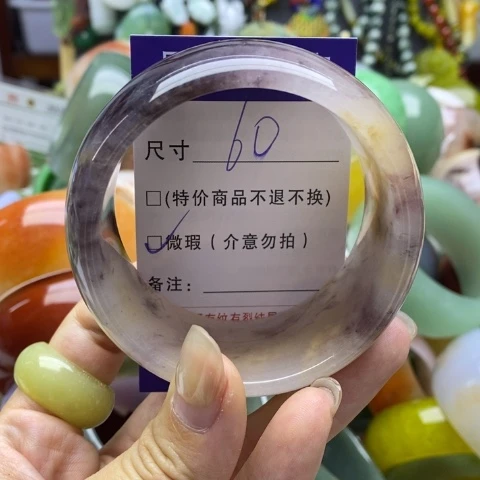 尺寸 60
□(特价商品不退不换)
☑微瑕（介意勿拍）
备注：